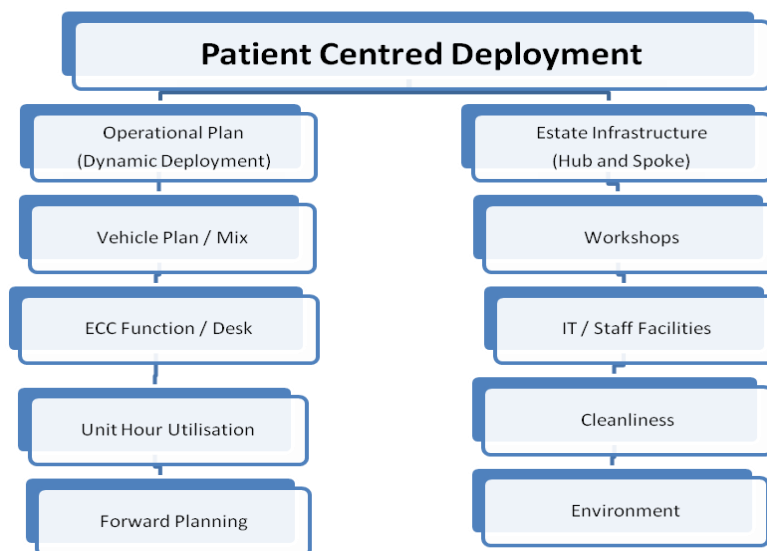 Patient Centred Deployment
Operational Plan
(Dynamic Deployment)
Vehicle Plan / Mix
ECC Function / Desk
Unit Hour Utilisation
Forward Planning
Estate Infrastructure
(Hub and Spoke)
Workshops
IT / Staff Facilities
Cleanliness
Environment